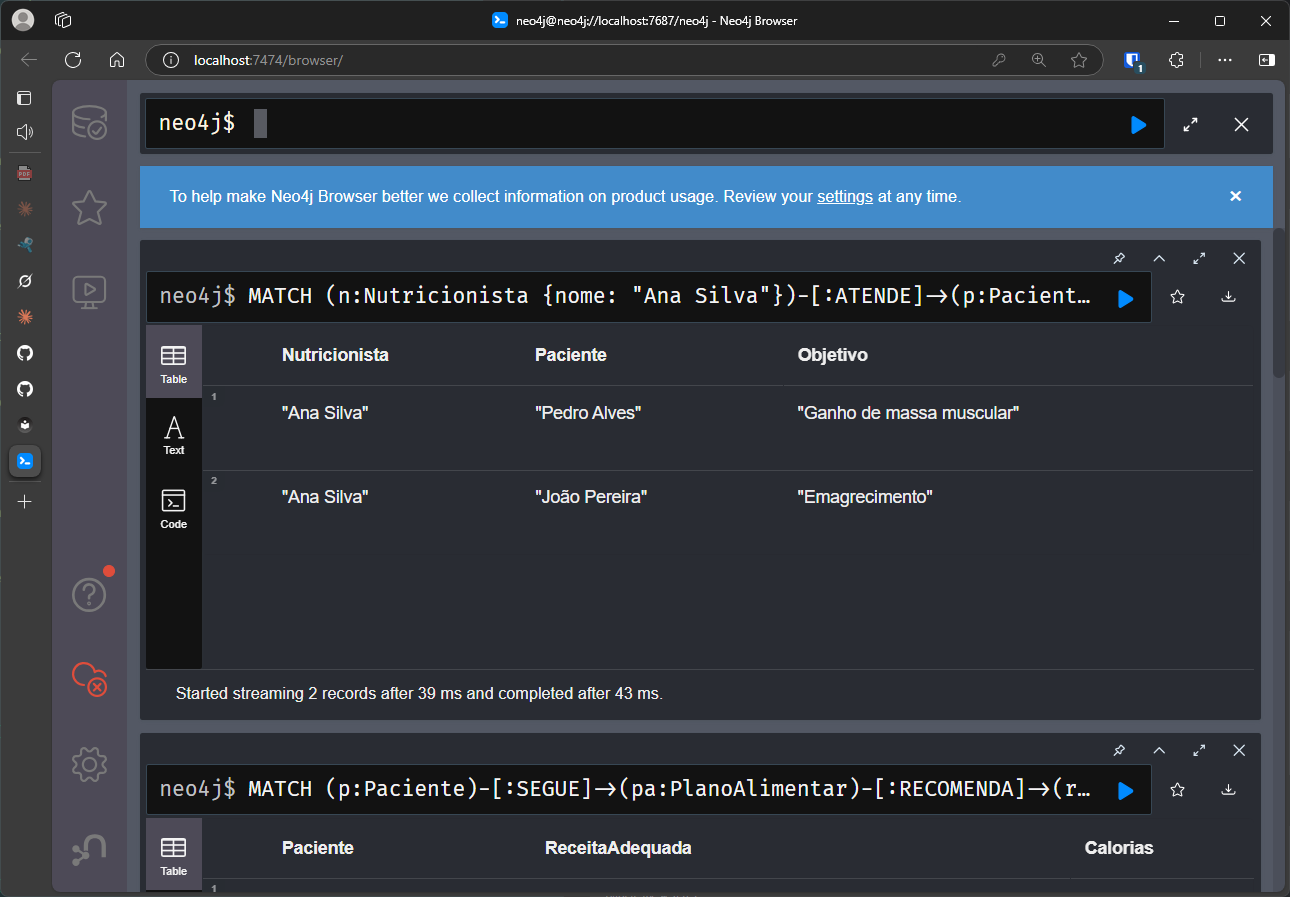 neo4j@neo4j://localhost:7687/neo4j - Neo4j Browser
localhost:7474/browser/
1
PDF
neo4j$
To help make Neo4j Browser better we collect information on product usage. Review your settings at any time.
neo4j$ MATCH (n:Nutricionista {nome: "Ana Silva"})-[:ATENDE]→(p:Pacient…
Table
Nutricionista Paciente Objetivo
1 "Ana Silva" "Pedro Alves" "Ganho de massa muscular"
Text
2 "Ana Silva" "João Pereira" "Emagrecimento"
Code
Started streaming 2 records after 39 ms and completed after 43 ms.
neo4j$ MATCH (p:Paciente)-[:SEGUE]→(pa:PlanoAlimentar)-[:RECOMENDA]→(r…
Table
Paciente ReceitaAdequada Calorias
1